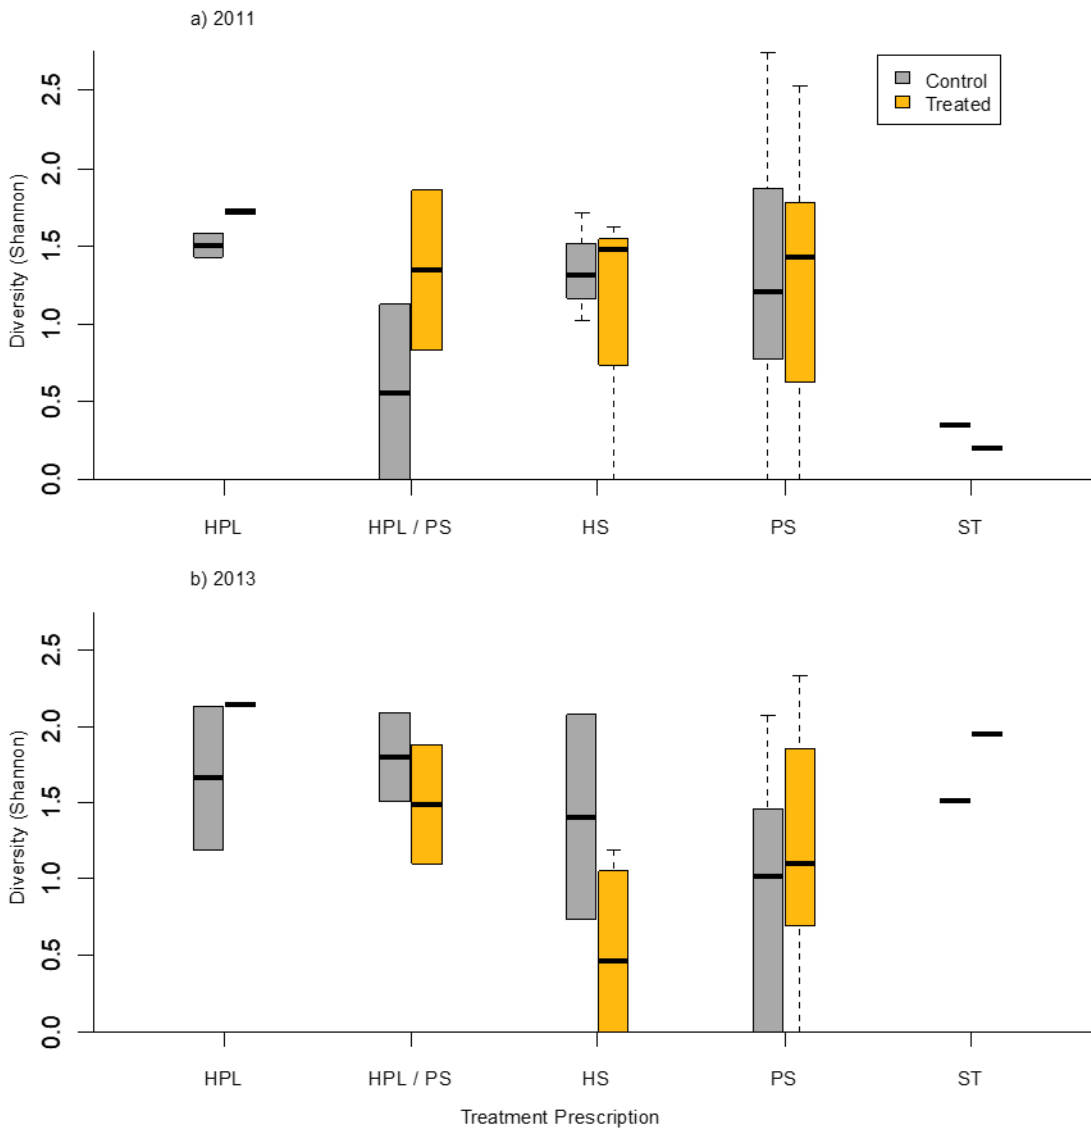 a) 2011
Control
Treated
Diversity (Shannon)
2.5
2.0
1.5
1.0
0.5
0.0
HPL
HPL / PS
HS
PS
ST
b) 2013
Diversity (Shannon)
2.5
2.0
1.5
1.0
0.5
0.0
HPL
HPL / PS
HS
PS
ST
Treatment Prescription